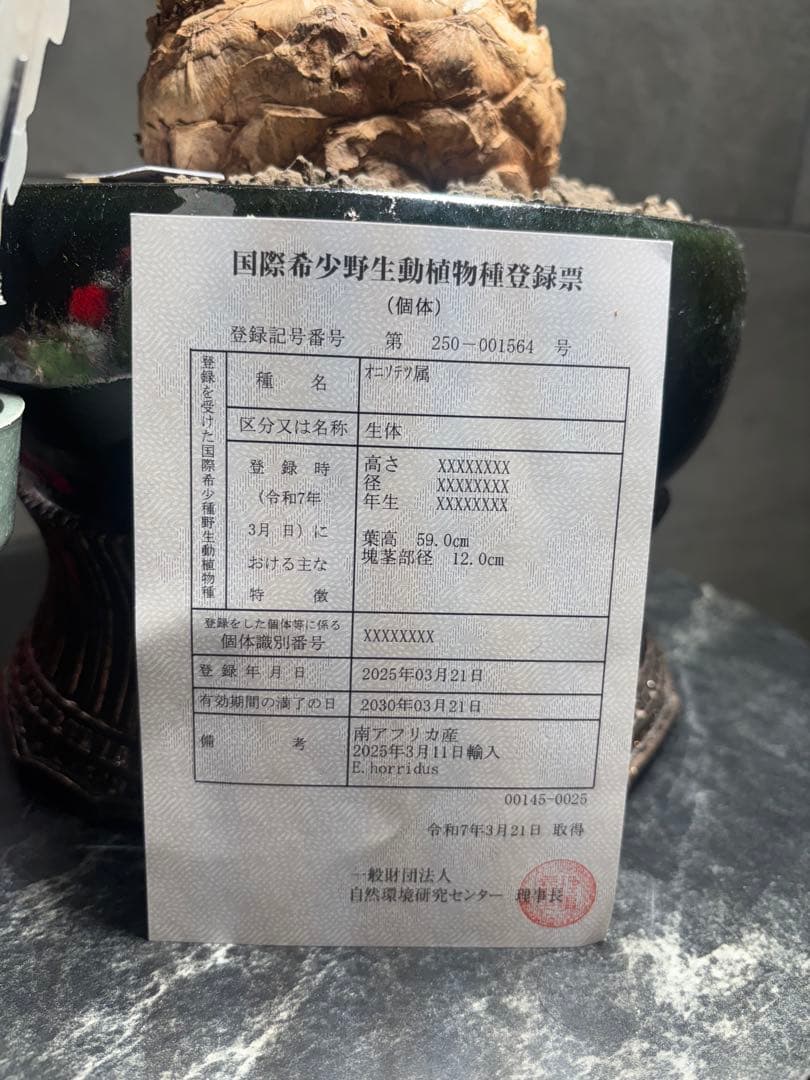 国際希少野生動植物種登録票
(個体)
登録記号番号 第 250-001564 号
登録を受けた国際希少種野生動植物種
種名 オニソテツ属
区分又は名称 生体
登録時
(令和7年
3月 日)に
おける主な
特徴
高さ XXXXXXXX
径 XXXXXXXX
年生 XXXXXXXX
葉高 59.0cm
塊茎部径 12.0cm
登録をした個体等に係る
個体識別番号 XXXXXXXX
登録年月日 2025年03月21日
有効期間の満了の日 2030年03月21日
備考
南アフリカ産
2025年3月11日輸入
E.horridus
00145-0025
令和7年3月21日 取得
一般財団法人
自然環境研究センター 理事長